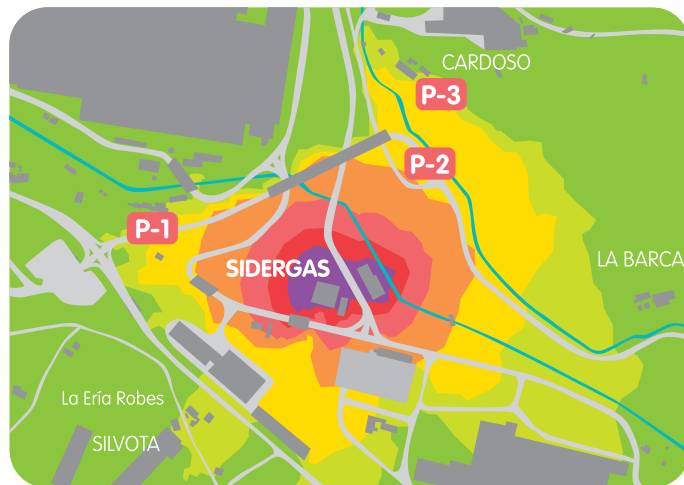 CARDOSO
P-3
P-2
P-1
SIDERGAS
LA BARCA
La Ería Robes
SILVOTA